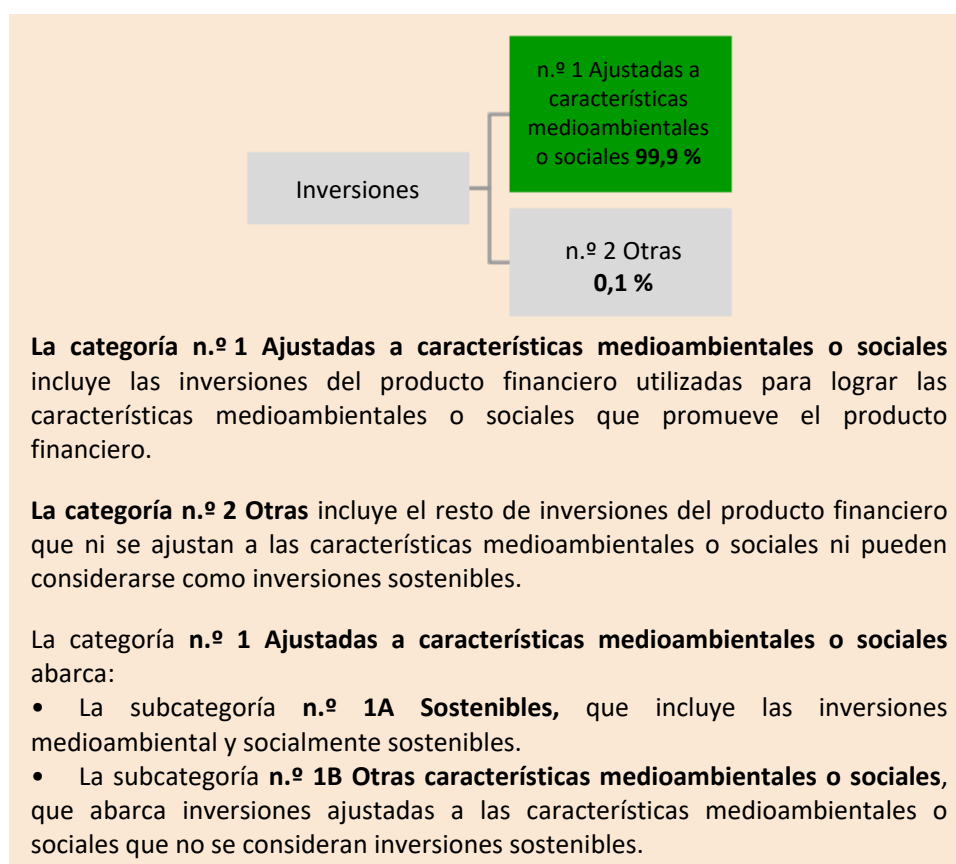 n.º 1 Ajustadas a
características
medioambientales
o sociales 99,9 %
Inversiones
n.º 2 Otras
0,1 %
La categoría n.º 1 Ajustadas a características medioambientales o sociales
incluye las inversiones del producto financiero utilizadas para lograr las
características medioambientales o sociales que promueve el producto
financiero.
La categoría n.º 2 Otras incluye el resto de inversiones del producto financiero
que ni se ajustan a las características medioambientales o sociales ni pueden
considerarse como inversiones sostenibles.
La categoría n.º 1 Ajustadas a características medioambientales o sociales
abarca:
• La subcategoría n.º 1A Sostenibles, que incluye las inversiones
medioambiental y socialmente sostenibles.
• La subcategoría n.º 1B Otras características medioambientales o sociales,
que abarca inversiones ajustadas a las características medioambientales o
sociales que no se consideran inversiones sostenibles.